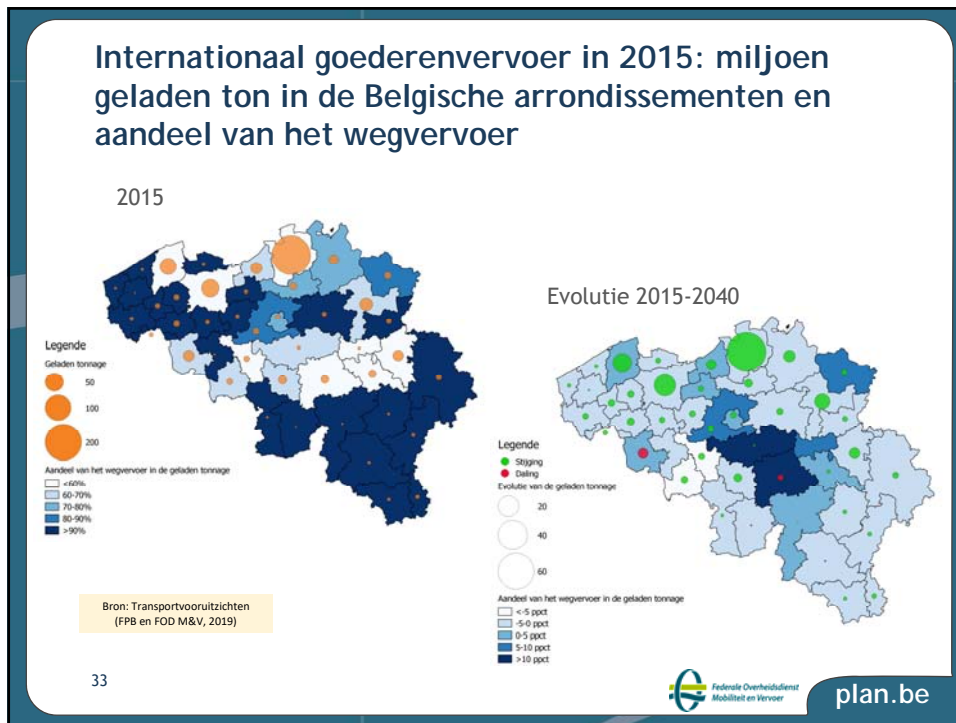 Internationaal goederenvervoer in 2015: miljoen
geladen ton in de Belgische arrondissementen en
aandeel van het wegvervoer
2015
Legende
Geladen tonnage
50
100
200
Aandeel van het wegvervoer in de geladen tonnage
<60%
60-70%
70-80%
80-90%
>90%
Evolutie 2015-2040
Legende
Stijging
Daling
Evolutie van de geladen tonnage
20
40
60
Aandeel van het wegvervoer in de geladen tonnage
<-5 ppct
-5-0 ppct
0-5 ppct
5-10 ppct
>10 ppct
Bron: Transportvooruitzichten
(FPB en FOD M&V, 2019)
33
Federale Overheidsdienst
Mobiliteit en Vervoer
plan.be